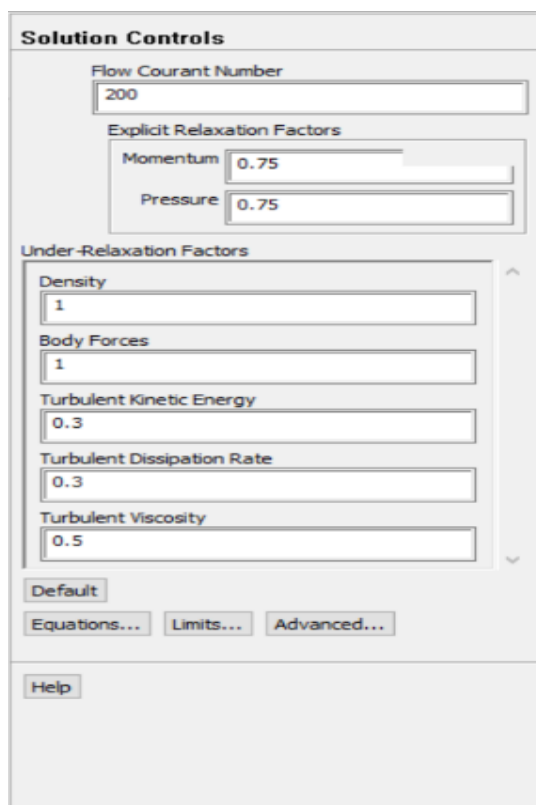 Solution Controls
Flow Courant Number
200
Explicit Relaxation Factors
Momentum 0.75
Pressure 0.75
Under-Relaxation Factors
Density
1
Body Forces
1
Turbulent Kinetic Energy
0.3
Turbulent Dissipation Rate
0.3
Turbulent Viscosity
0.5
Default
Equations... Limits... Advanced...
Help